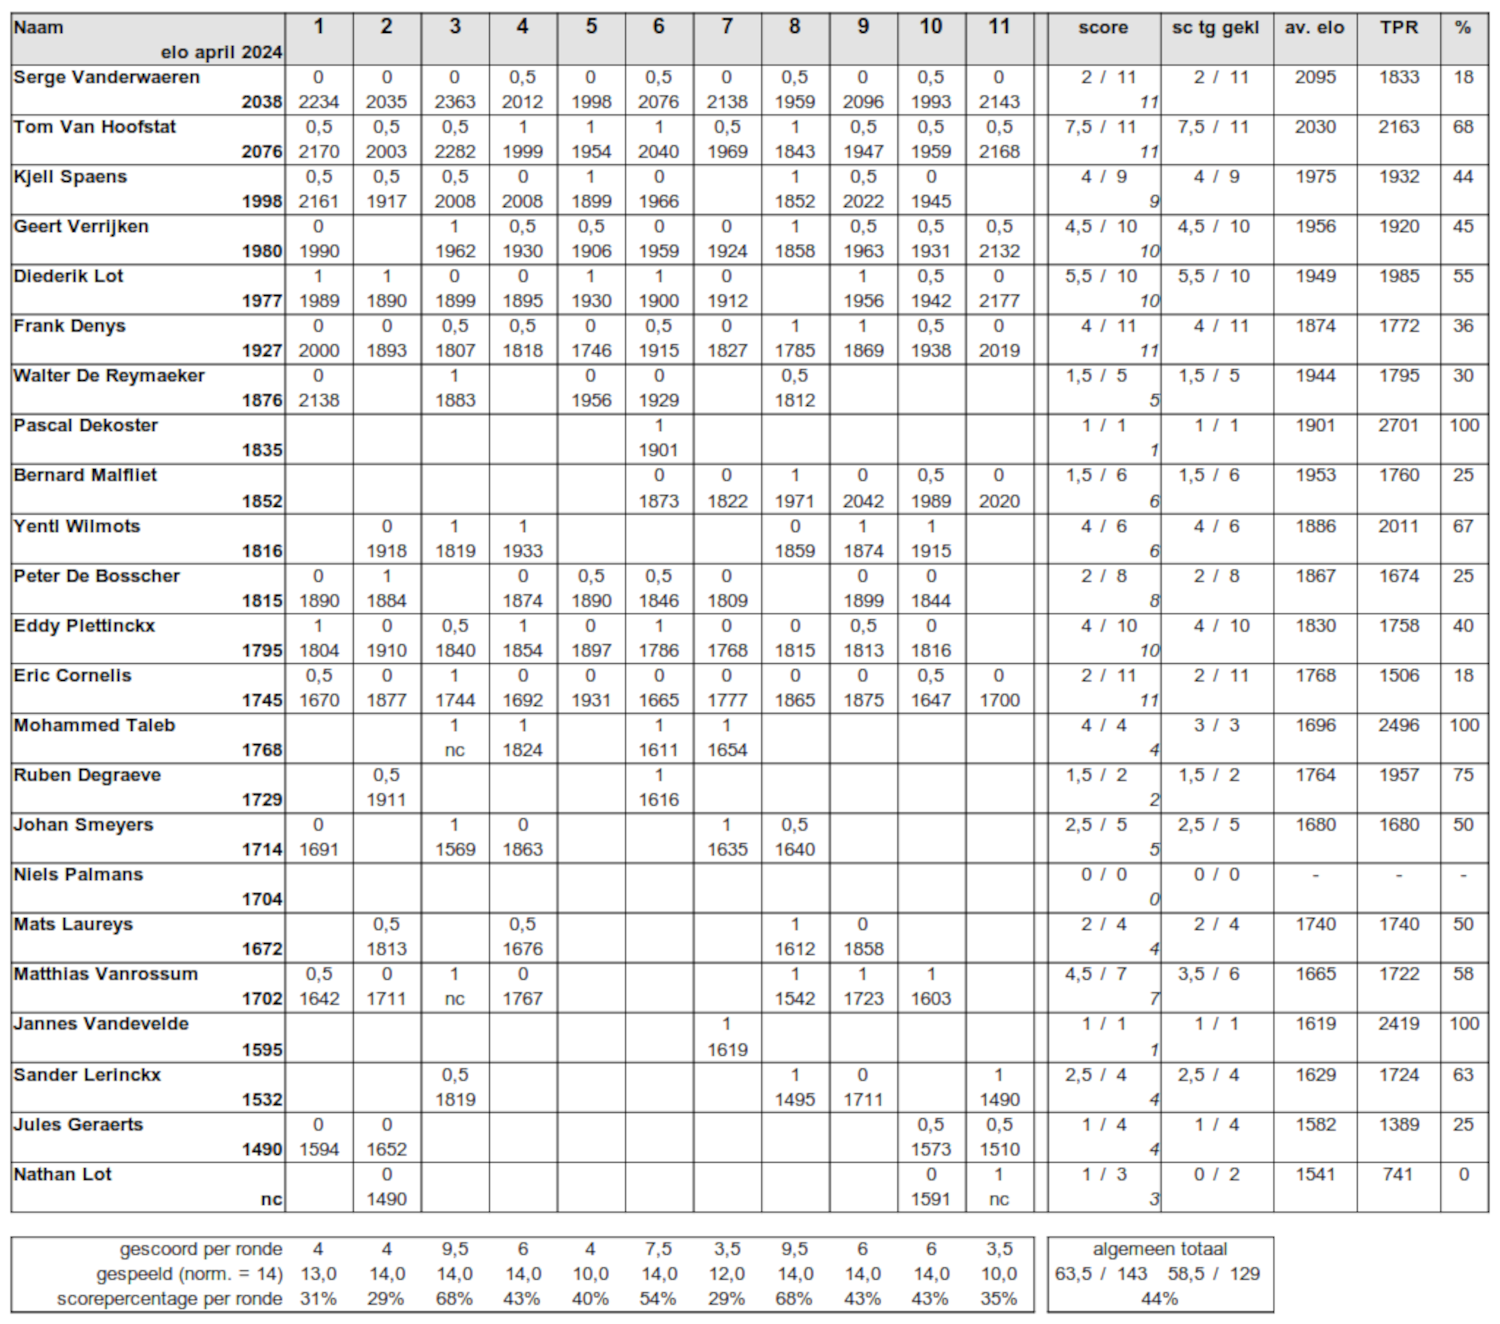 Naam 1 2 3 4 5 6 7 8 9 10 11 score sc tg gekl av. elo TPR %
elo april 2024
Serge Vanderwaeren 0 0 0 0,5 0 0,5 0 0,5 0 0,5 0 2 / 11 2 / 11 2095 1833 18
2038 2234 2035 2363 2012 1998 2076 2138 1959 2096 1993 2143 11
Tom Van Hoofstat 0,5 0,5 0,5 1 1 1 0,5 1 0,5 0,5 0,5 7,5 / 11 7,5 / 11 2030 2163 68
2076 2170 2003 2282 1999 1954 2040 1969 1843 1947 1959 2168 11
Kjell Spaens 0,5 0,5 0,5 0 1 0 1 0,5 0 4 / 9 4 / 9 1975 1932 44
1998 2161 1917 2008 2008 1899 1966 1852 2022 1945 9
Geert Verrijken 0 1 0,5 0,5 0 0 1 0,5 0,5 0,5 4,5 / 10 4,5 / 10 1956 1920 45
1980 1990 1962 1930 1906 1959 1924 1858 1963 1931 2132 10
Diederik Lot 1 1 0 0 1 1 0 1 0,5 0 5,5 / 10 5,5 / 10 1949 1985 55
1977 1989 1890 1899 1895 1930 1900 1912 1956 1942 2177 10
Frank Denys 0 0 0,5 0,5 0 0,5 0 1 1 0,5 0 4 / 11 4 / 11 1874 1772 36
1927 2000 1893 1807 1818 1746 1915 1827 1785 1869 1938 2019 11
Walter De Reymaeker 0 1 0 0 0,5 1,5 / 5 1,5 / 5 1944 1795 30
1876 2138 1883 1956 1929 1812 5
Pascal Dekoster 1 1 / 1 1 / 1 1901 2701 100
1835 1901 1
Bernard Malfliet 0 0 1 0 0,5 0 1,5 / 6 1,5 / 6 1953 1760 25
1852 1873 1822 1971 2042 1989 2020 6
Yentl Wilmots 0 1 1 0 1 1 4 / 6 4 / 6 1886 2011 67
1816 1918 1819 1933 1859 1874 1915 6
Peter De Bosscher 0 1 0 0,5 0,5 0 0 0 2 / 8 2 / 8 1867 1674 25
1815 1890 1884 1874 1890 1846 1809 1899 1844 8
Eddy Plettinckx 1 0 0,5 1 0 1 0 0 0,5 0 4 / 10 4 / 10 1830 1758 40
1795 1804 1910 1840 1854 1897 1786 1768 1815 1813 1816 10
Eric Cornelis 0,5 0 1 0 0 0 0 0 0 0,5 0 2 / 11 2 / 11 1768 1506 18
1745 1670 1877 1744 1692 1931 1665 1777 1865 1875 1647 1700 11
Mohammed Taleb 1 1 1 1 4 / 4 3 / 3 1696 2496 100
1768 nc 1824 1611 1654 4
Ruben Degraeve 0,5 1 1,5 / 2 1,5 / 2 1764 1957 75
1729 1911 1616 2
Johan Smeyers 0 1 0 1 0,5 2,5 / 5 2,5 / 5 1680 1680 50
1714 1691 1569 1863 1635 1640 5
Niels Palmans 0 / 0 0 / 0 - - -
1704 0
Mats Laureys 0,5 0,5 1 0 2 / 4 2 / 4 1740 1740 50
1672 1813 1676 1612 1858 4
Matthias Vanrossum 0,5 0 1 0 1 1 1 4,5 / 7 3,5 / 6 1665 1722 58
1702 1642 1711 nc 1767 1542 1723 1603 7
Jannes Vandevelde 1 1 / 1 1 / 1 1619 2419 100
1595 1619 1
Sander Lerinckx 0,5 1 0 1 2,5 / 4 2,5 / 4 1629 1724 63
1532 1819 1495 1711 1490 4
Jules Geraerts 0 0 0,5 0,5 1 / 4 1 / 4 1582 1389 25
1490 1594 1652 1573 1510 4
Nathan Lot 0 0 1 1 / 3 0 / 2 1541 741 0
nc 1490 1591 nc 3
gescoord per ronde 4 4 9,5 6 4 7,5 3,5 9,5 6 6 3,5 algemeen totaal
gespeeld (norm. = 14) 13,0 14,0 14,0 14,0 10,0 14,0 12,0 14,0 14,0 14,0 10,0 63,5 / 143 58,5 / 129
scorepercentage per ronde 31% 29% 68% 43% 40% 54% 29% 68% 43% 43% 35% 44%